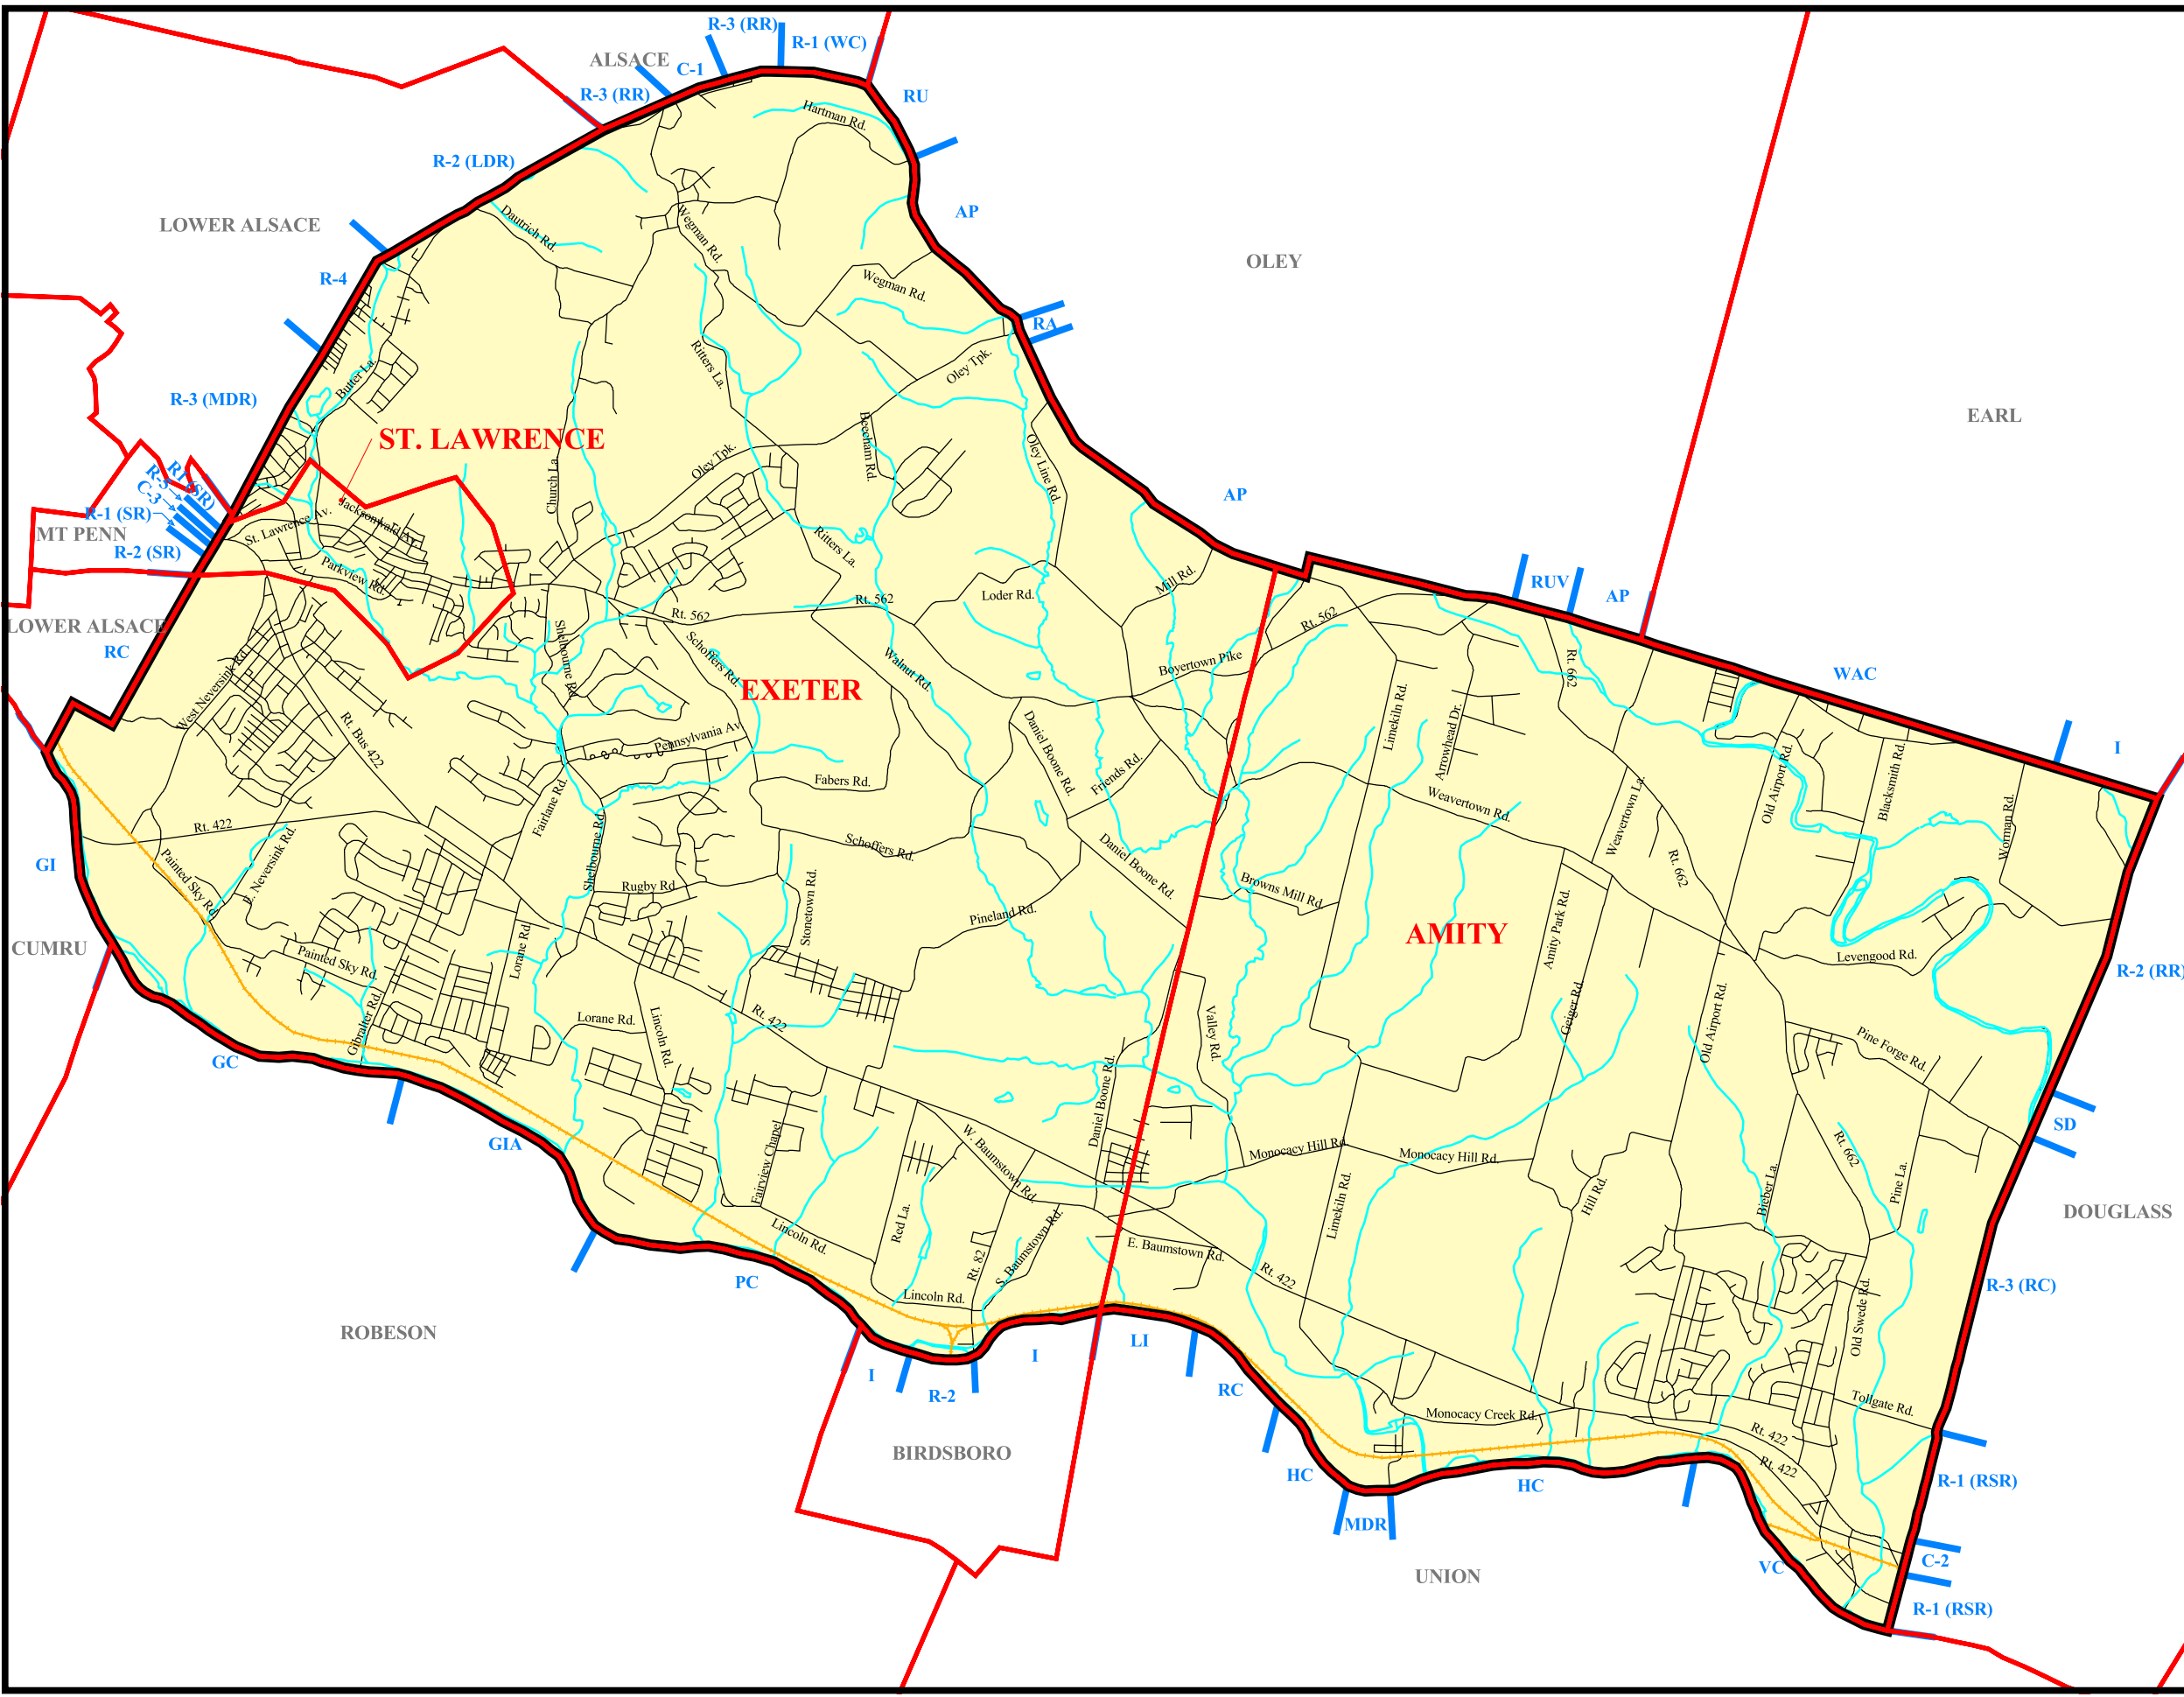 R-3 (RR)
R-1 (WC)
ALSACE
C-1
R-3 (RR)
RU
Hartman Rd.
R-2 (LDR)
LOWER ALSACE
AP
Dautrich Rd.
Wegman Rd.
OLEY
R-4
Wegman Rd.
RA
Ritters La.
Oley Tpk.
Butter La.
R-3 (MDR)
EARL
ST. LAWRENCE
Beecham Rd.
Oley Line Rd.
Oley Tpk.
Church La.
R1 (SR)
R-3
C-3
R-1 (SR)
R-2 (SR)
MT PENN
AP
Jacksonwald Av.
St. Lawrence Av.
Ritters La.
Parkview Rd.
Mill Rd.
Loder Rd.
RUV
AP
Rt. 562
Rt. 562
Rt. 562
LOWER ALSACE
RC
Shelbourne Rd.
Schoffers Rd.
Walnut Rd.
Boyertown Pike
Rt. 662
WAC
West Neversink Rd.
EXETER
Limekiln Rd.
Arrowhead Dr.
Rt. Bus 422
Pennsylvania Av.
Daniel Boone Rd.
Friends Rd.
I
Old Airport Rd.
Blacksmith Rd.
Fabers Rd.
Fairlane Rd.
Weavertown Rd.
Weavertown La.
Worman Rd.
Rt. 422
GI
Painted Sky Rd.
E. Neversink Rd.
Shelbourne Rd.
Schoffers Rd.
Daniel Boone Rd.
Rt. 662
Rugby Rd.
Browns Mill Rd.
Stonetown Rd.
Pineland Rd.
Amity Park Rd.
AMITY
CUMRU
Painted Sky Rd.
Lorane Rd.
Levengood Rd.
R-2 (RR)
Gibralter Rd.
Lorane Rd.
Lincoln Rd.
Rt. 422
Valley Rd.
Geiger Rd.
Old Airport Rd.
Pine Forge Rd.
GC
GIA
Daniel Boone Rd.
SD
Fairview Chapel
W. Baumstown Rd.
Monocacy Hill Rd.
Monocacy Hill Rd.
Rt. 662
Limekiln Rd.
Hill Rd.
Bieber La.
Pine La.
DOUGLASS
Red La.
Lincoln Rd.
Rt. 82
S. Baumstown Rd.
E. Baumstown Rd.
Rt. 422
PC
Lincoln Rd.
R-3 (RC)
Old Swede Rd.
ROBESON
I
R-2
I
LI
RC
Monocacy Creek Rd.
Tollgate Rd.
Rt. 422
Rt. 422
BIRDSBORO
HC
HC
R-1 (RSR)
MDR
UNION
VC
C-2
R-1 (RSR)